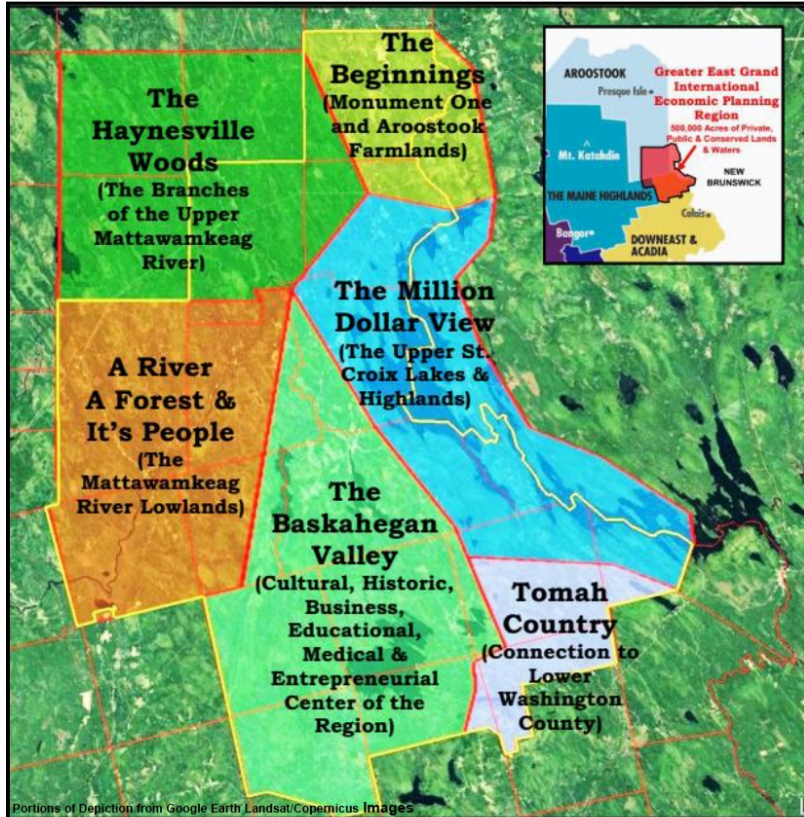 The
Beginnings
(Monument One
and Aroostook
Farmlands)
The
Haynesville
Woods
(The Branches
of the Upper
Mattawamkeag
River)
The Million
Dollar View
(The Upper St.
Croix Lakes &
Highlands)
A River
A Forest &
It's People
(The
Mattawamkeag
River Lowlands)
The
Baskahegan
Valley
(Cultural, Historic,
Business,
Educational,
Medical &
Entrepreneurial
Center of the
Region)
Tomah
Country
(Connection to
Lower
Washington
County)
AROOSTOOK
Presque Isle
Greater East Grand
International
Economic Planning
Region
500,000 Acres of Private,
Public & Conserved Lands
& Waters
Mt. Katahdin
NEW
BRUNSWICK
THE MAINE HIGHLANDS
Calais
Bangor
DOWNEAST &
ACADIA
Portions of Depiction from Google Earth Landsat/Copernicus Images